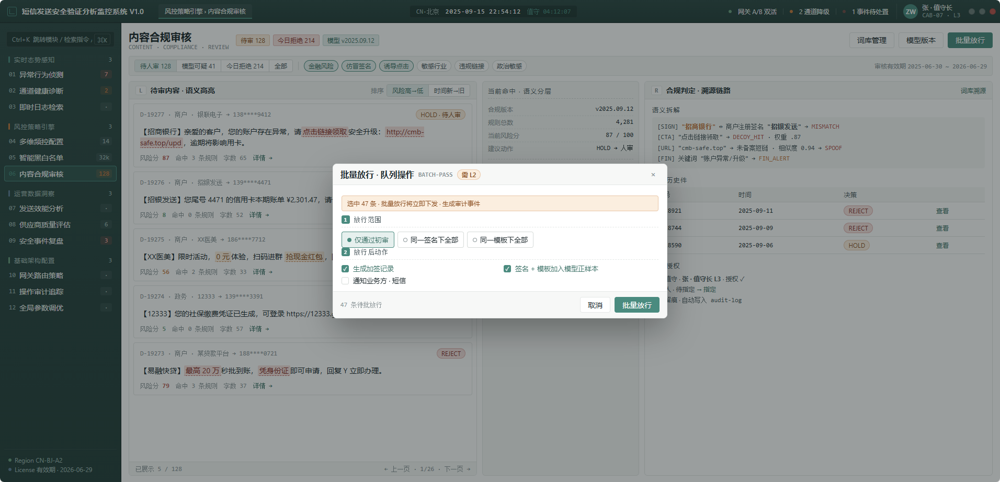 短信发送安全验证分析监控系统 V1.0
风控策略引擎 › 内容合规审核
CN·北京 2025-09-15 22:54:12 值守 04:12:07
网关 A/B 双活
2 通道降级
1 事件待处置
ZW
张 · 值守长
CAB-07 · L3
Ctrl+K 跳转模块 / 检索指令 /
⌘K
实时态势感知 3
01 异常行为侦测 7
02 通道健康诊断 2
03 即时日志检索 ·
风控策略引擎 3
04 多维频控配置 14
05 智能黑白名单 32k
06 内容合规审核 128
运营数据洞察 3
07 发送效能分析 ·
08 供应商质量评估 6
09 安全事件复盘 3
基础架构配置 3
10 网关路由策略 ·
11 操作审计追踪 ·
12 全局参数调优 ·
Region CN-BJ-A2
License 有效期 · 2026-06-29
内容合规审核
CONTENT · COMPLIANCE · REVIEW
待审 128
今日拒绝 214
模型 v2025.09.12
词库管理
模型版本
批量放行
待人审 128
模型可疑 41
今日拒绝 214
全部
金融风险
仿冒签名
诱导点击
敏感行业
违规链接
政治敏感
审核有效期 2025-06-30 ~ 2026-06-29
L 待审内容 · 语义高亮
排序 风险高→低 时间新→旧
D-19277 · 商户 · 银联电子 → 138****9412
HOLD · 待人审
【招商银行】亲爱的客户，您的账户存在异常，请点击链接领取安全升级：http://cmb-
safe.top/upd，逾期将影响用卡。
风险分 87 命中 3 条规则 字数 65 详情 →
D-19276 · 商户 · 招银发送 → 139****4471
【招银发送】您尾号 4471 的信用卡本期账单 ¥2,301.47，请
风险分 8 命中 0 条规则 字数 52 详情 →
D-19275 · 商户 · XX医美 → 186****7712
【XX医美】限时活动，0 元体验，扫码进群 抢现金红包，
风险分 56 命中 2 条规则 字数 33 详情 →
D-19274 · 政务 · 12333 → 139****3391
【12333】您的社保缴费凭证已生成，可登录 https://12333.g
风险分 5 命中 0 条规则 字数 57 详情 →
D-19273 · 商户 · 某贷款平台 → 188****0721
REJECT
【易融快贷】最高 20 万秒批到账，凭身份证即可申请，回复 Y 立即办理。
风险分 79 命中 3 条规则 字数 37 详情 →
已展示 5 / 128
← 上一页 · 1/26 · 下一页 →
当前命中 · 语义分层
合规版本 v2025.09.12
规则总数 4,281
当前风险分 87 / 100
建议动作 HOLD → 人审
R 合规判定 · 溯源链路
词库溯源
语义拆解
[SIGN] "招商银行" ↔ 商户注册签名 "招银发送" → MISMATCH
[CTA] "点击链接领取" → DECOY_HIT · 权重 .87
[URL] "cmb-safe.top" → 未备案短链 · 相似度 0.94 → SPOOF
[FIN] 关键词 "账户异常/升级" → FIN_ALERT
历史件
号 时间 决策
8921 2025-09-11 REJECT 查看
8744 2025-09-09 REJECT 查看
8590 2025-09-06 HOLD 查看
授权
值守 · 张 · 值守长 L3 · 授权 ✓
人 · 待指定 → 指定
留痕 · 自动写入 audit-log
批量放行 · 队列操作 BATCH-PASS 需 L2
×
选中 47 条 · 批量放行将立即下发 · 生成审计事件
1 放行范围
仅通过初审
同一签名下全部
同一模板下全部
2 放行后动作
生成加签记录
签名 + 模板加入模型正样本
通知业务方 · 短信
47 条待批放行
取消
批量放行